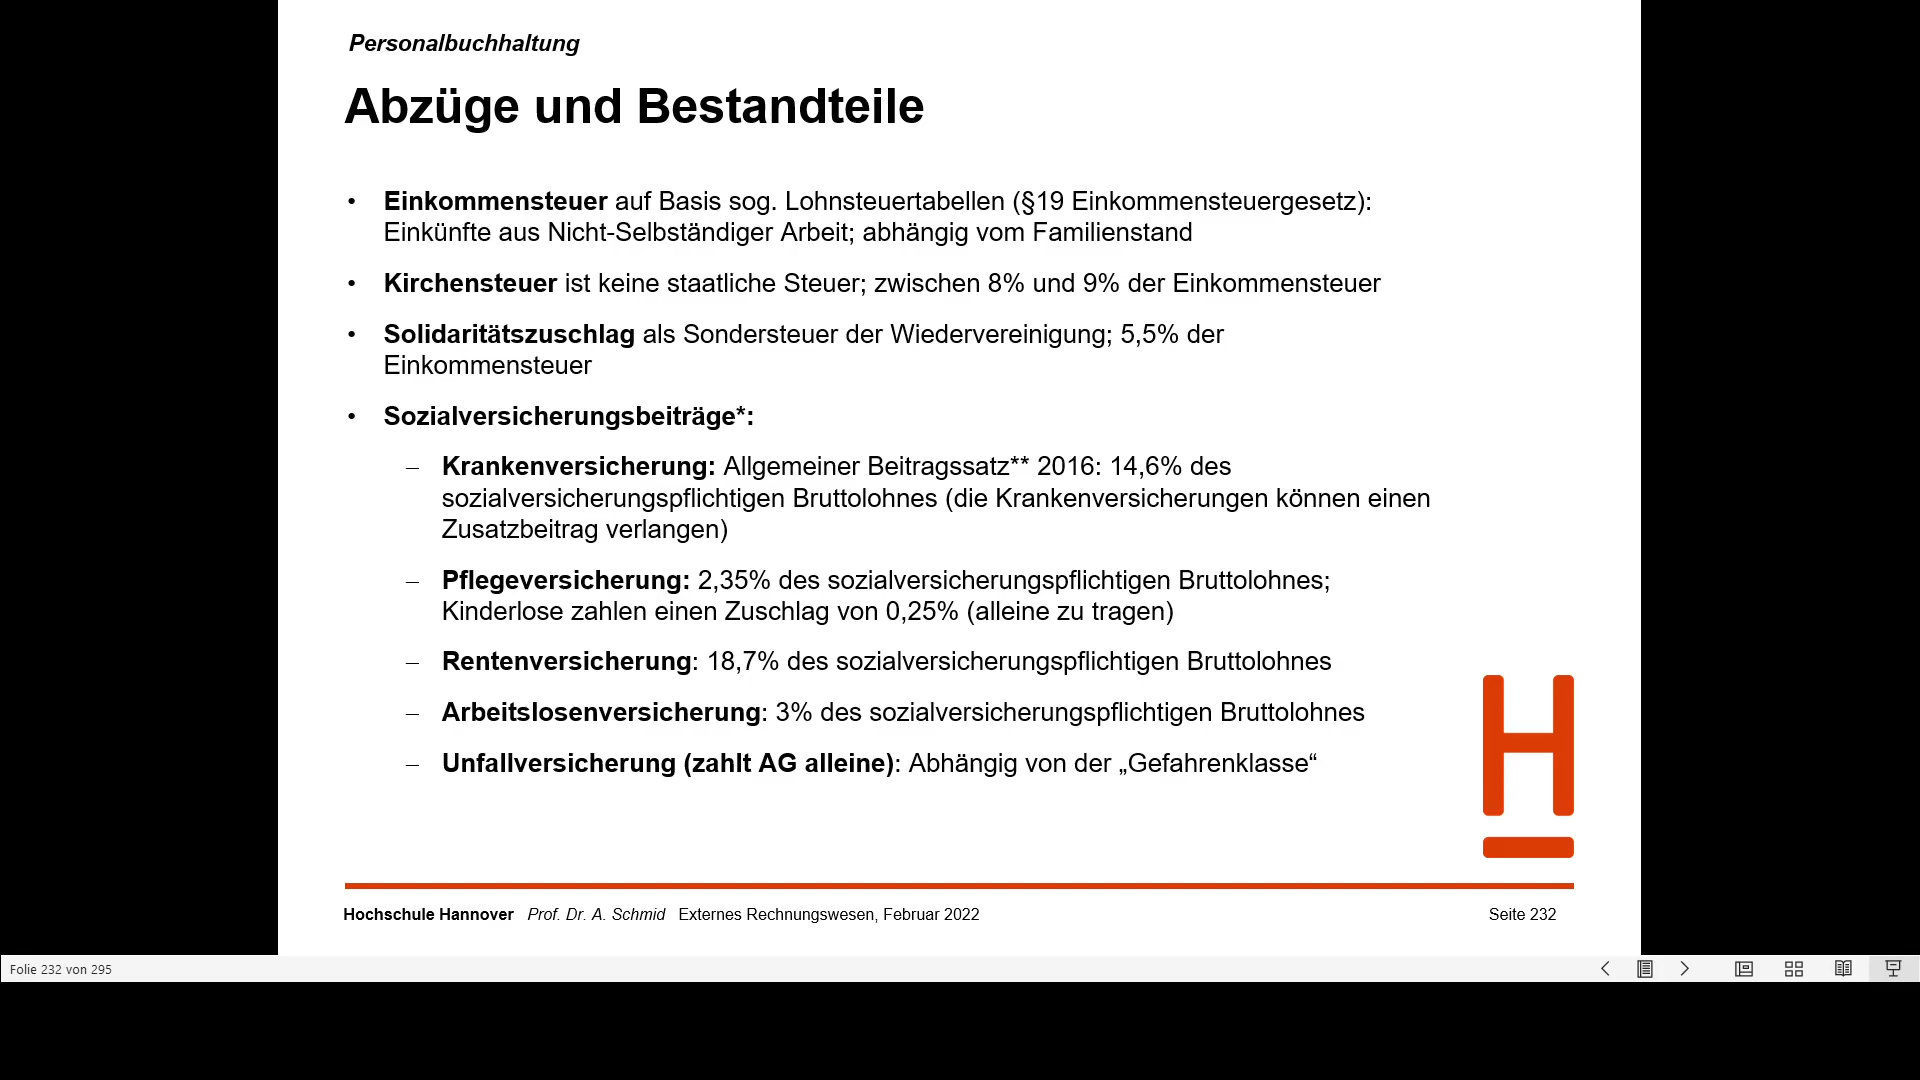 Personalbuchhaltung
Abzüge und Bestandteile
• Einkommensteuer auf Basis sog. Lohnsteuertabellen (§19 Einkommensteuergesetz):
Einkünfte aus Nicht-Selbständiger Arbeit; abhängig vom Familienstand
• Kirchensteuer ist keine staatliche Steuer; zwischen 8% und 9% der Einkommensteuer
• Solidaritätszuschlag als Sondersteuer der Wiedervereinigung; 5,5% der
Einkommensteuer
• Sozialversicherungsbeiträge*:
– Krankenversicherung: Allgemeiner Beitragssatz** 2016: 14,6% des
sozialversicherungspflichtigen Bruttolohnes (die Krankenversicherungen können einen
Zusatzbeitrag verlangen)
– Pflegeversicherung: 2,35% des sozialversicherungspflichtigen Bruttolohnes;
Kinderlose zahlen einen Zuschlag von 0,25% (alleine zu tragen)
– Rentenversicherung: 18,7% des sozialversicherungspflichtigen Bruttolohnes
– Arbeitslosenversicherung: 3% des sozialversicherungspflichtigen Bruttolohnes
– Unfallversicherung (zahlt AG alleine): Abhängig von der „Gefahrenklasse“
H
Hochschule Hannover Prof. Dr. A. Schmid Externes Rechnungswesen, Februar 2022 Seite 232
Folie 232 von 295